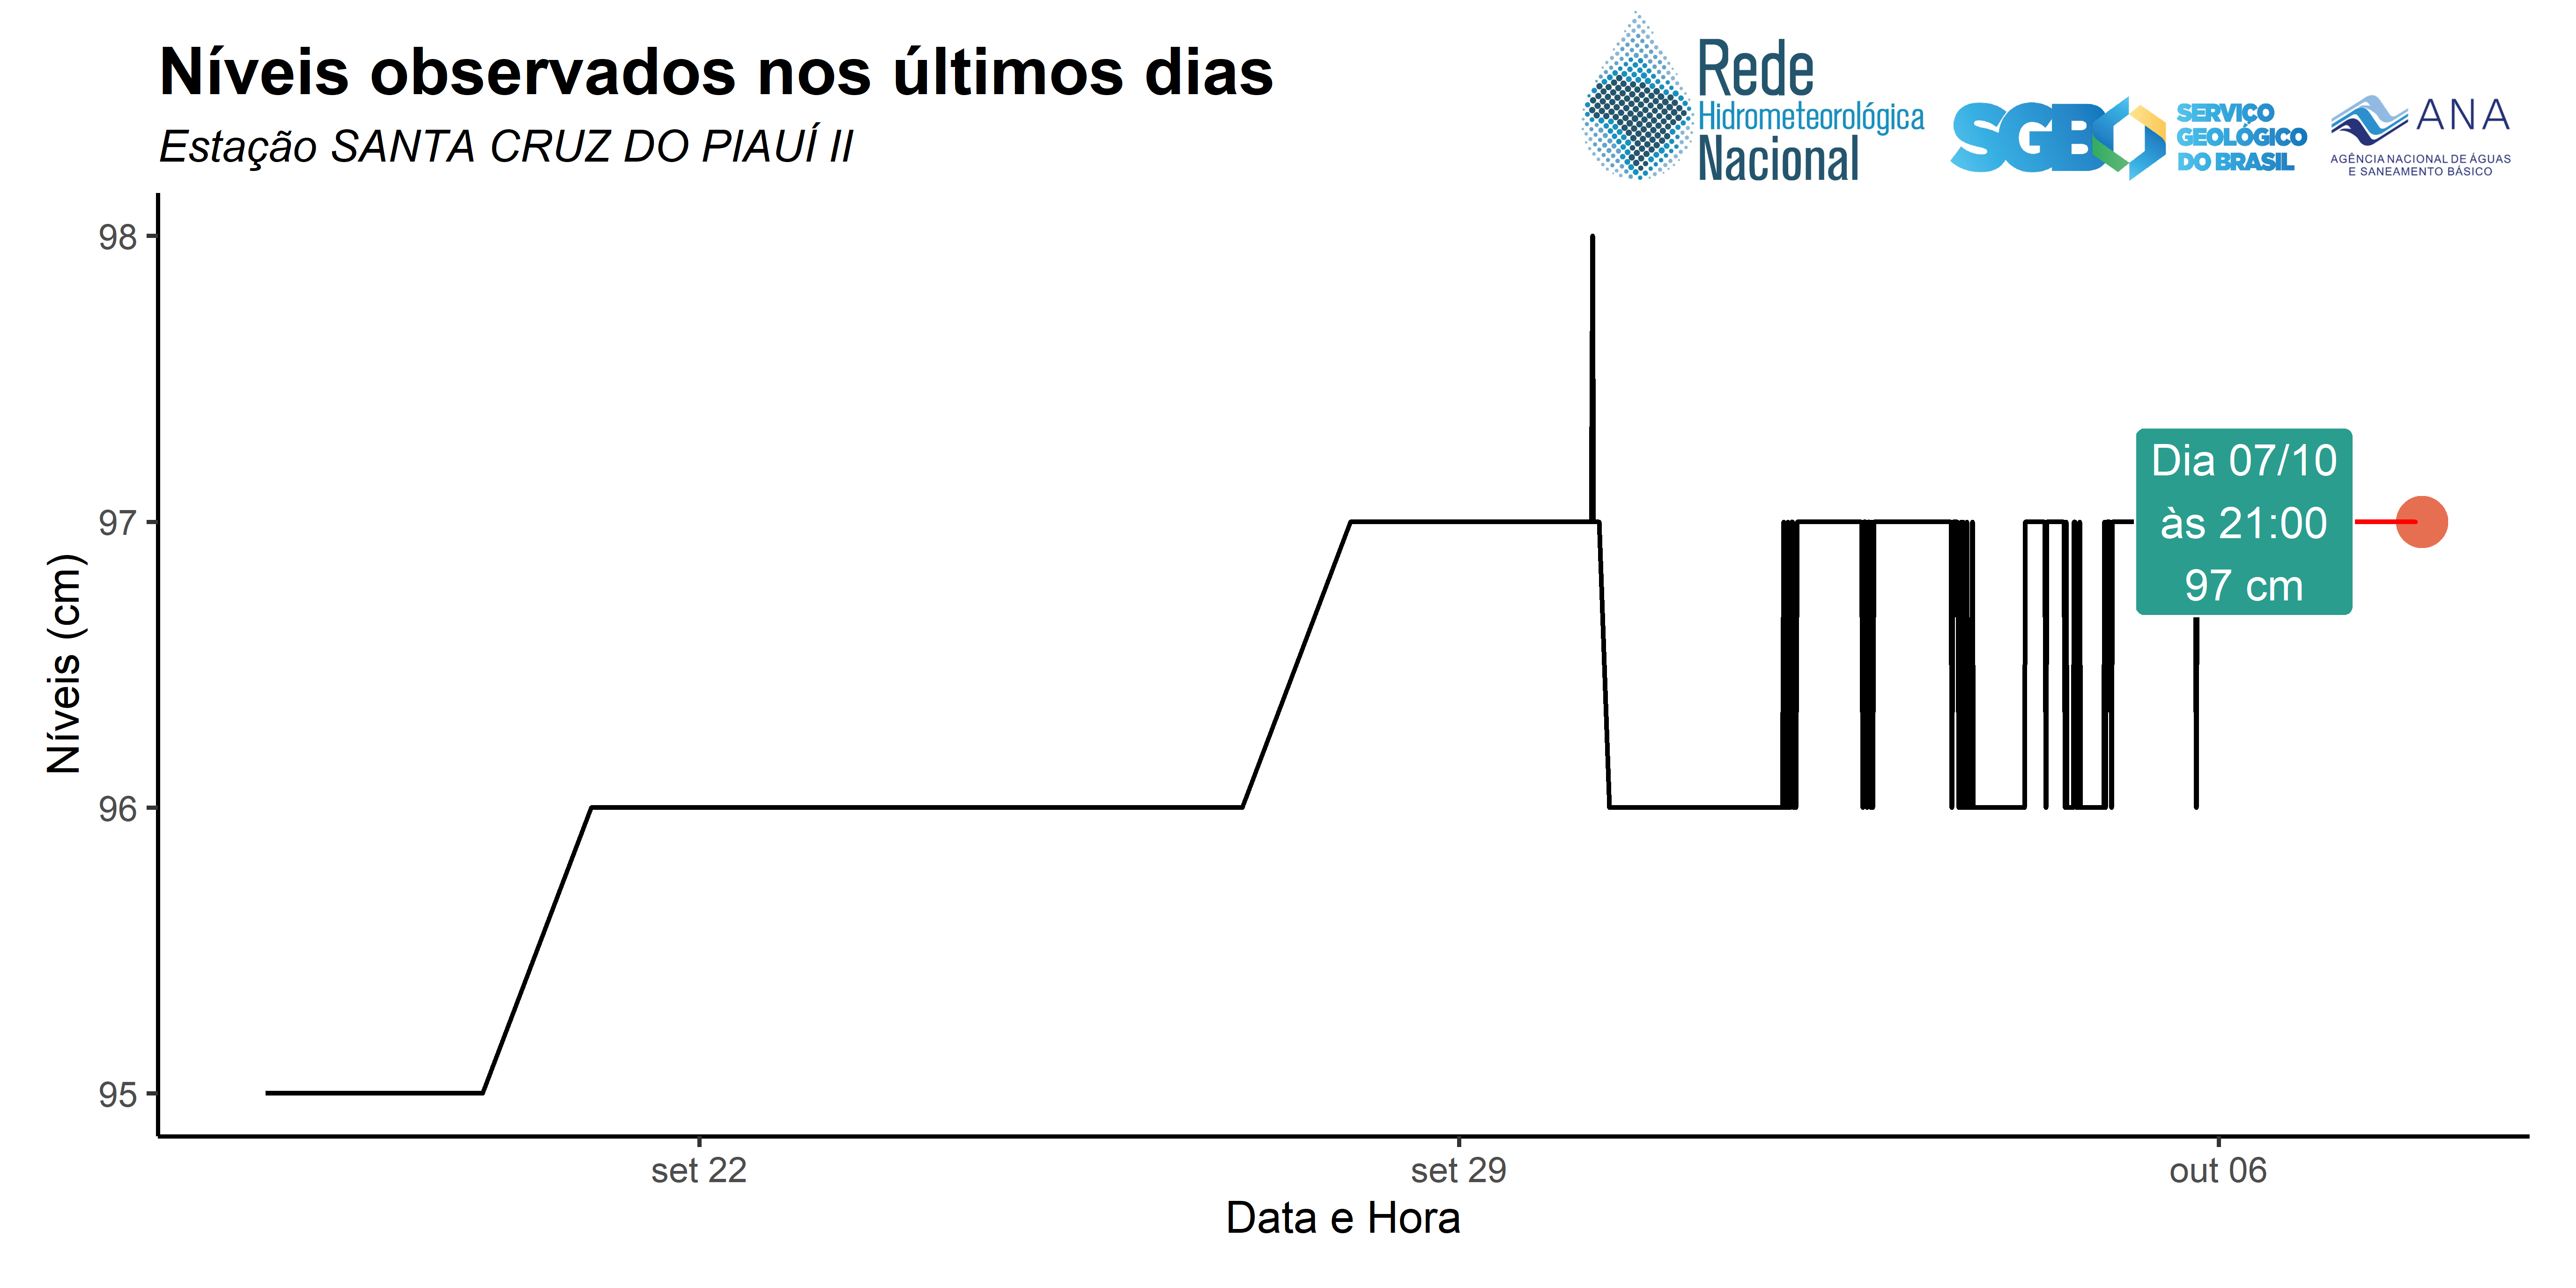 Níveis observados nos últimos dias
Estação SANTA CRUZ DO PIAUÍ II
Rede
Hidrometeorológica
Nacional
SGB
SERVIÇO
GEOLÓGICO
DO BRASIL
ANA
AGÊNCIA NACIONAL DE ÁGUAS
E SANEAMENTO BÁSICO
98
97
96
95
Níveis (cm)
Dia 07/10
às 21:00
97 cm
set 22
set 29
out 06
Data e Hora